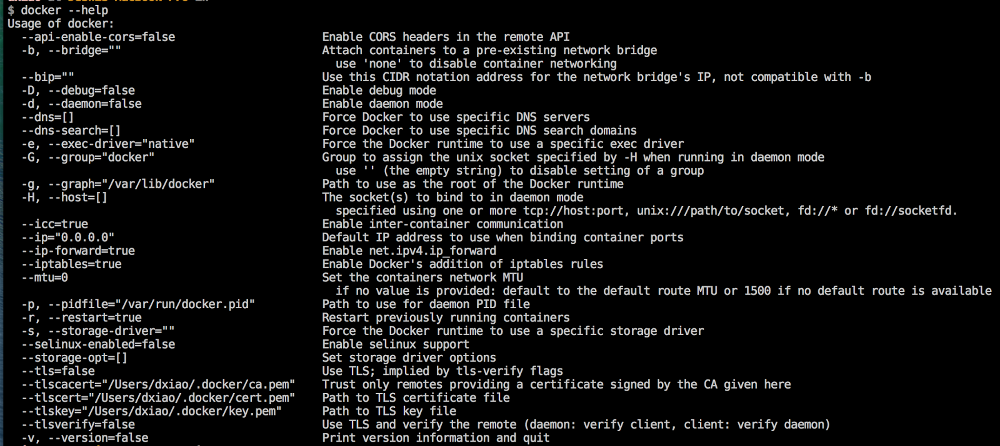 $ docker --help
Usage of docker:
  --api-enable-cors=false                      Enable CORS headers in the remote API
  -b, --bridge=""                              Attach containers to a pre-existing network bridge
                                                 use 'none' to disable container networking
  --bip=""                                     Use this CIDR notation address for the network bridge's IP, not compatible with -b
  -D, --debug=false                            Enable debug mode
  -d, --daemon=false                           Enable daemon mode
  --dns=[]                                     Force Docker to use specific DNS servers
  --dns-search=[]                              Force Docker to use specific DNS search domains
  -e, --exec-driver="native"                   Force the Docker runtime to use a specific exec driver
  -G, --group="docker"                         Group to assign the unix socket specified by -H when running in daemon mode
                                                 use '' (the empty string) to disable setting of a group
  -g, --graph="/var/lib/docker"                Path to use as the root of the Docker runtime
  -H, --host=[]                                The socket(s) to bind to in daemon mode
                                                 specified using one or more tcp://host:port, unix:///path/to/socket, fd://* or fd://socketfd.
  --icc=true                                   Enable inter-container communication
  --ip="0.0.0.0"                               Default IP address to use when binding container ports
  --ip-forward=true                            Enable net.ipv4.ip_forward
  --iptables=true                              Enable Docker's addition of iptables rules
  --mtu=0                                      Set the containers network MTU
                                                 if no value is provided: default to the default route MTU or 1500 if no default route is available
  -p, --pidfile="/var/run/docker.pid"          Path to use for daemon PID file
  -r, --restart=true                           Restart previously running containers
  -s, --storage-driver=""                      Force the Docker runtime to use a specific storage driver
  --selinux-enabled=false                      Enable selinux support
  --storage-opt=[]                             Set storage driver options
  --tls=false                                  Use TLS; implied by tls-verify flags
  --tlscacert="/Users/dxiao/.docker/ca.pem"    Trust only remotes providing a certificate signed by the CA given here
  --tlscert="/Users/dxiao/.docker/cert.pem"    Path to TLS certificate file
  --tlskey="/Users/dxiao/.docker/key.pem"      Path to TLS key file
  --tlsverify=false                            Use TLS and verify the remote (daemon: verify client, client: verify daemon)
  -v, --version=false                          Print version information and quit